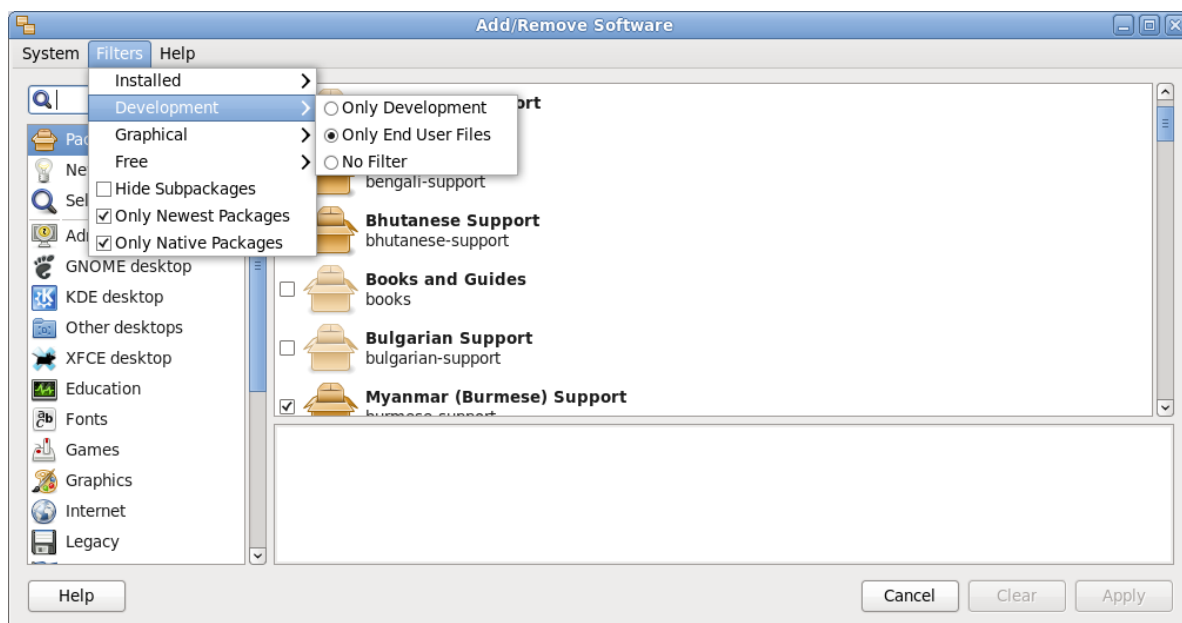 Add/Remove Software
System Filters Help
Installed
Development
Graphical
Free
Hide Subpackages
Only Newest Packages
Only Native Packages
Only Development
Only End User Files
No Filter
GNOME desktop
KDE desktop
Other desktops
XFCE desktop
Education
Fonts
Games
Graphics
Internet
Legacy
bengali-support
Bhutanese Support
bhutanese-support
Books and Guides
books
Bulgarian Support
bulgarian-support
Myanmar (Burmese) Support
Help
Cancel Clear Apply